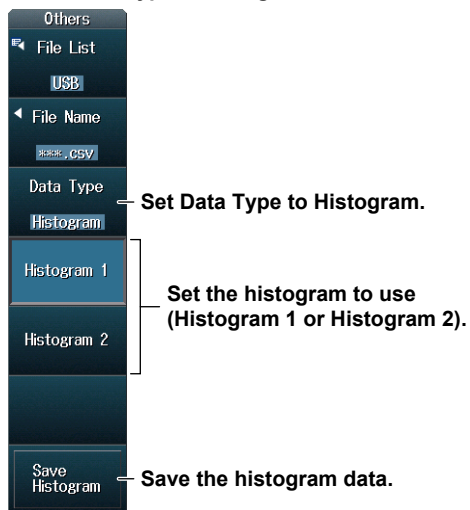 Others
File List
USB
File Name
***.CSV
Data Type
Histogram
Set Data Type to Histogram.
Histogram 1
Histogram 2
Set the histogram to use
(Histogram 1 or Histogram 2).
Save
Histogram
Save the histogram data.